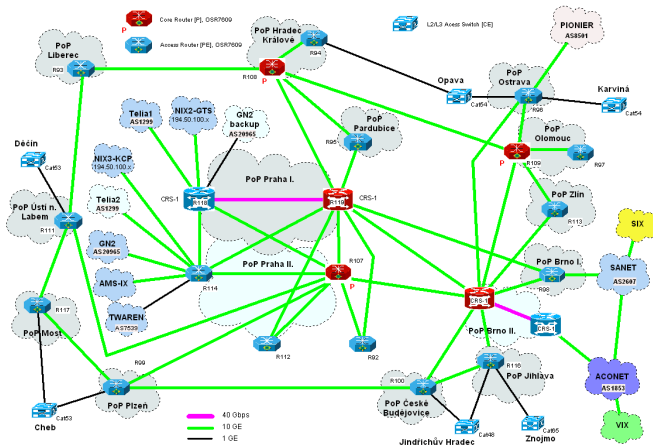 Core Router [P], OSR7609
P
Access Router [PE], OSR7609
L2/L3 Acess Switch [CE]
PoP Hradec
Králové
R94
PIONIER
AS8501
PoP
Liberec
R93
R108
P
Opava
Cat54
PoP
Ostrava
R98
Karviná
Cat54
Telia1
AS1299
NIX2-GTS
194.50.100.x
GN2
backup
AS20965
PoP
Pardubice
R95
PoP
Olomouc
R109
P
R97
Děčín
Cat53
NIX3-KCP
194.50.100.x
PoP Praha I.
CRS-1
R118
R119
CRS-1
PoP Zlín
R113
PoP Ústí n.
Labem
R111
Telia2
AS1299
SIX
GN2
AS20965
PoP Praha II.
R107
P
PoP Brno I.
R98
SANET
AS2607
AMS-IX
R114
TWAREN
AS7539
R117
PoP Most
CRS-1
PoP Brno II.
CRS-1
R112
R82
R99
PoP Plzeň
R100
R116
PoP Jihlava
ACONET
AS1853
PoP České
Budějovice
Cheb
Cat53
40 Gbps
10 GE
1 GE
Jindřichův Hradec
Cat48
Znojmo
Cat65
VIX